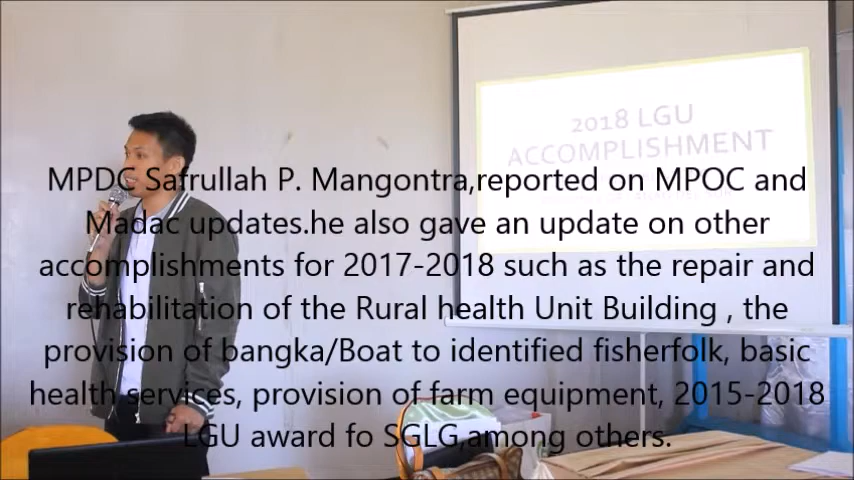 2018 LGU
ACCOMPLISHMENT
MPDC Safrullah P. Mangontra,reported on MPOC and
Madac updates.he also gave an update on other
accomplishments for 2017-2018 such as the repair and
rehabilitation of the Rural health Unit Building , the
provision of bangka/Boat to identified fisherfolk, basic
health services, provision of farm equipment, 2015-2018
LGU award fo SGLG,among others.